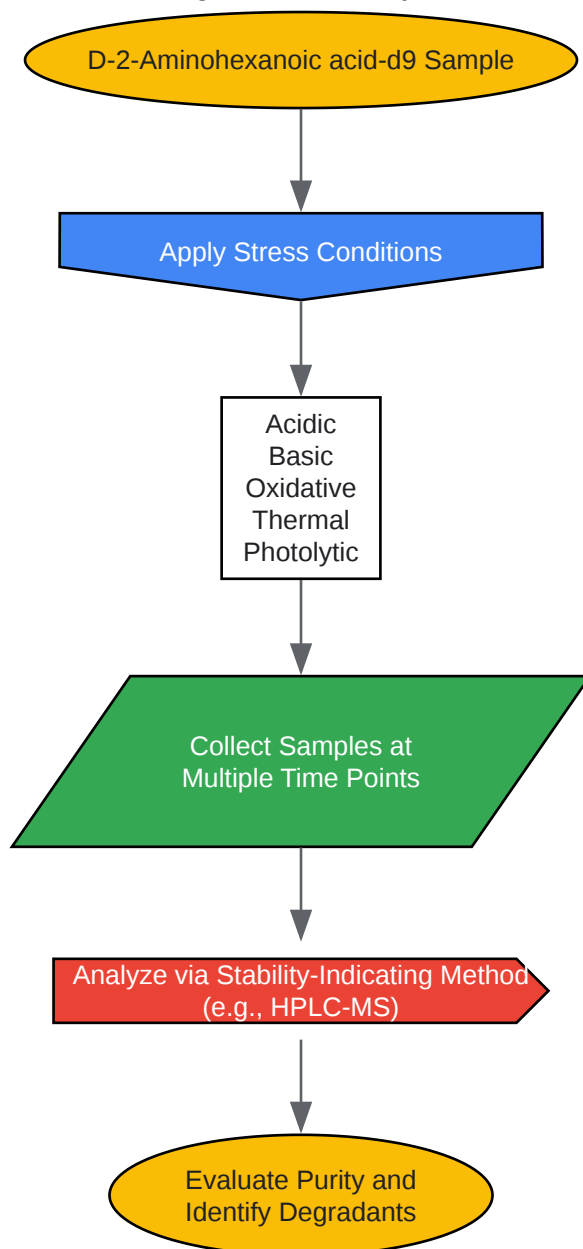 D-2-Aminohexanoic acid-d9 Sample
Apply Stress Conditions
Acidic
Basic
Oxidative
Thermal
Photolytic
Collect Samples at
Multiple Time Points
Analyze via Stability-Indicating Method
(e.g., HPLC-MS)
Evaluate Purity and
Identify Degradants